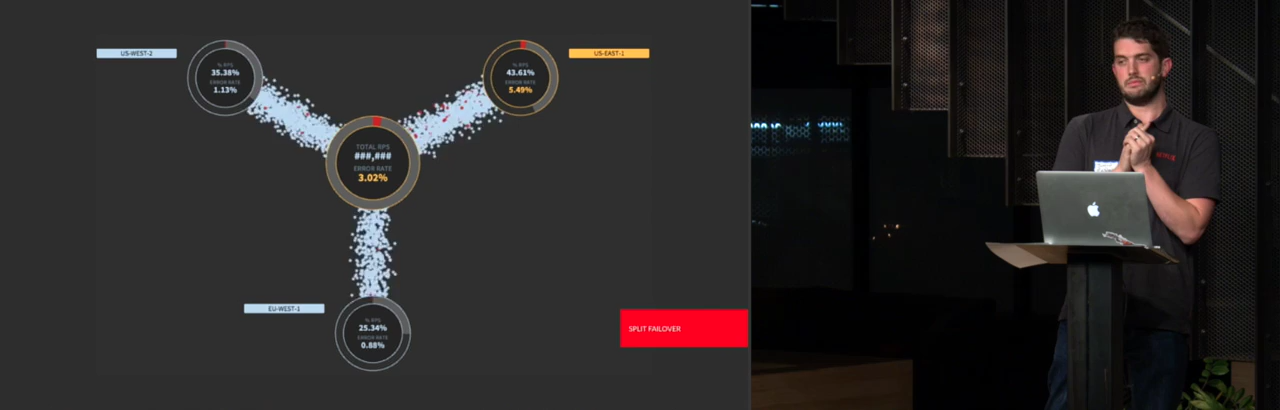 US-WEST-2
% RPS
35.38%
ERROR RATE
1.13%
% RPS
43.61%
ERROR RATE
5.49%
US-EAST-1
TOTAL RPS
###,###
ERROR RATE
3.02%
EU-WEST-1
% RPS
25.34%
ERROR RATE
0.88%
SPLIT FAILOVER